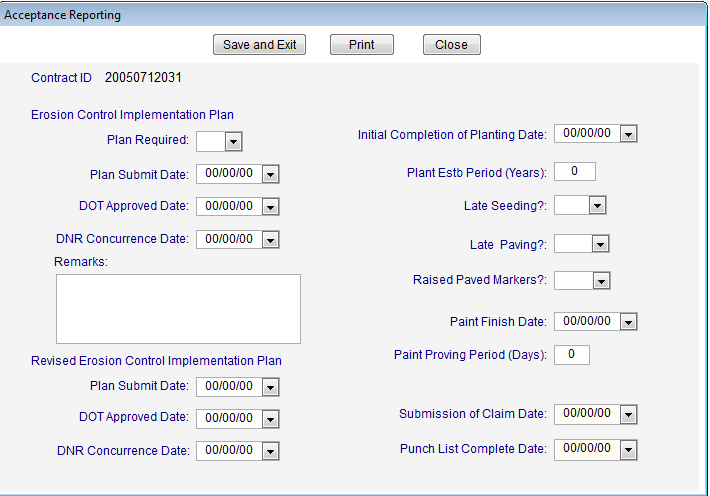 Acceptance Reporting
Save and Exit Print Close
Contract ID 20050712031
Erosion Control Implementation Plan
Plan Required:
Plan Submit Date: 00/00/00
DOT Approved Date: 00/00/00
DNR Concurrence Date: 00/00/00
Remarks:
Revised Erosion Control Implementation Plan
Plan Submit Date: 00/00/00
DOT Approved Date: 00/00/00
DNR Concurrence Date: 00/00/00
Initial Completion of Planting Date: 00/00/00
Plant Estb Period (Years): 0
Late Seeding?:
Late Paving?:
Raised Paved Markers?:
Paint Finish Date: 00/00/00
Paint Proving Period (Days): 0
Submission of Claim Date: 00/00/00
Punch List Complete Date: 00/00/00